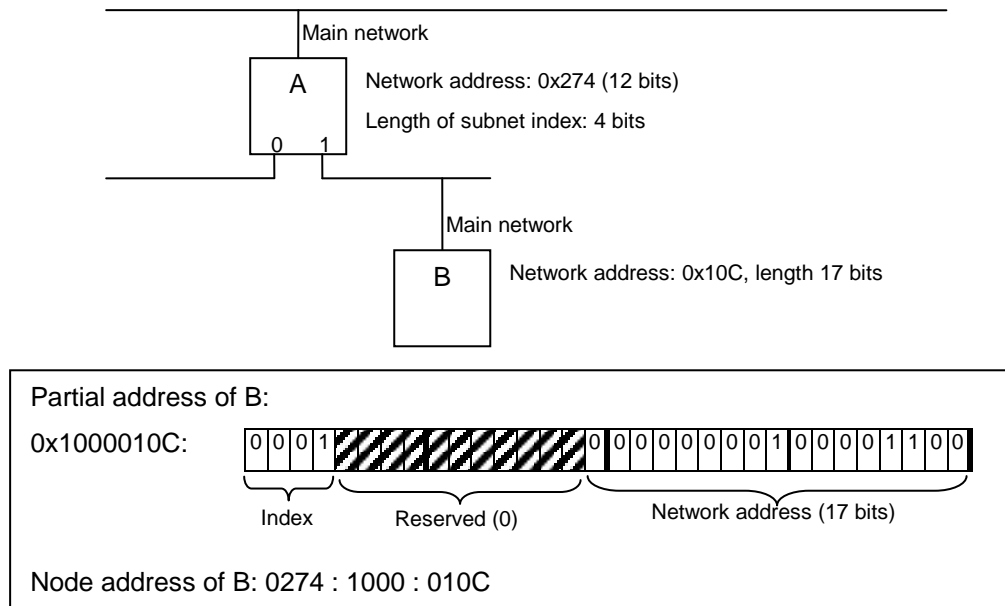 Main network
A
Network address: 0x274 (12 bits)
Length of subnet index: 4 bits
0 1
Main network
B
Network address: 0x10C, length 17 bits
Partial address of B:
0x1000010C: 0 0 0 1 0 0 0 0 0 0 0 0 1 0 0 0 0 1 1 0 0
Index Reserved (0) Network address (17 bits)
Node address of B: 0274 : 1000 : 010C